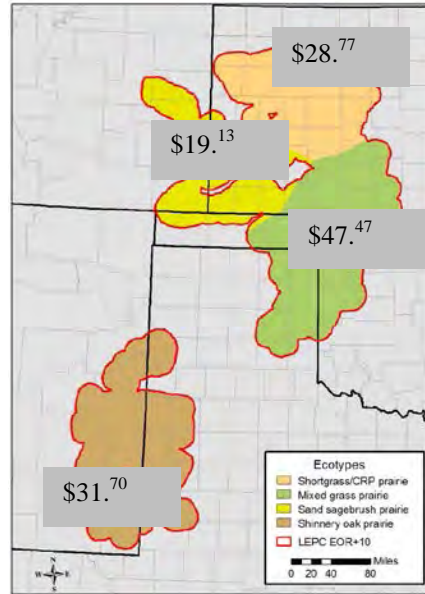 $28.77
$19.13
$47.47
$31.70
Ecotypes
Shortgrass/CRP prairie
Mixed grass prairie
Sand sagebrush prairie
Shinnery oak prairie
LEPC EOR+10
Miles
0 20 40 80
N
W E
S